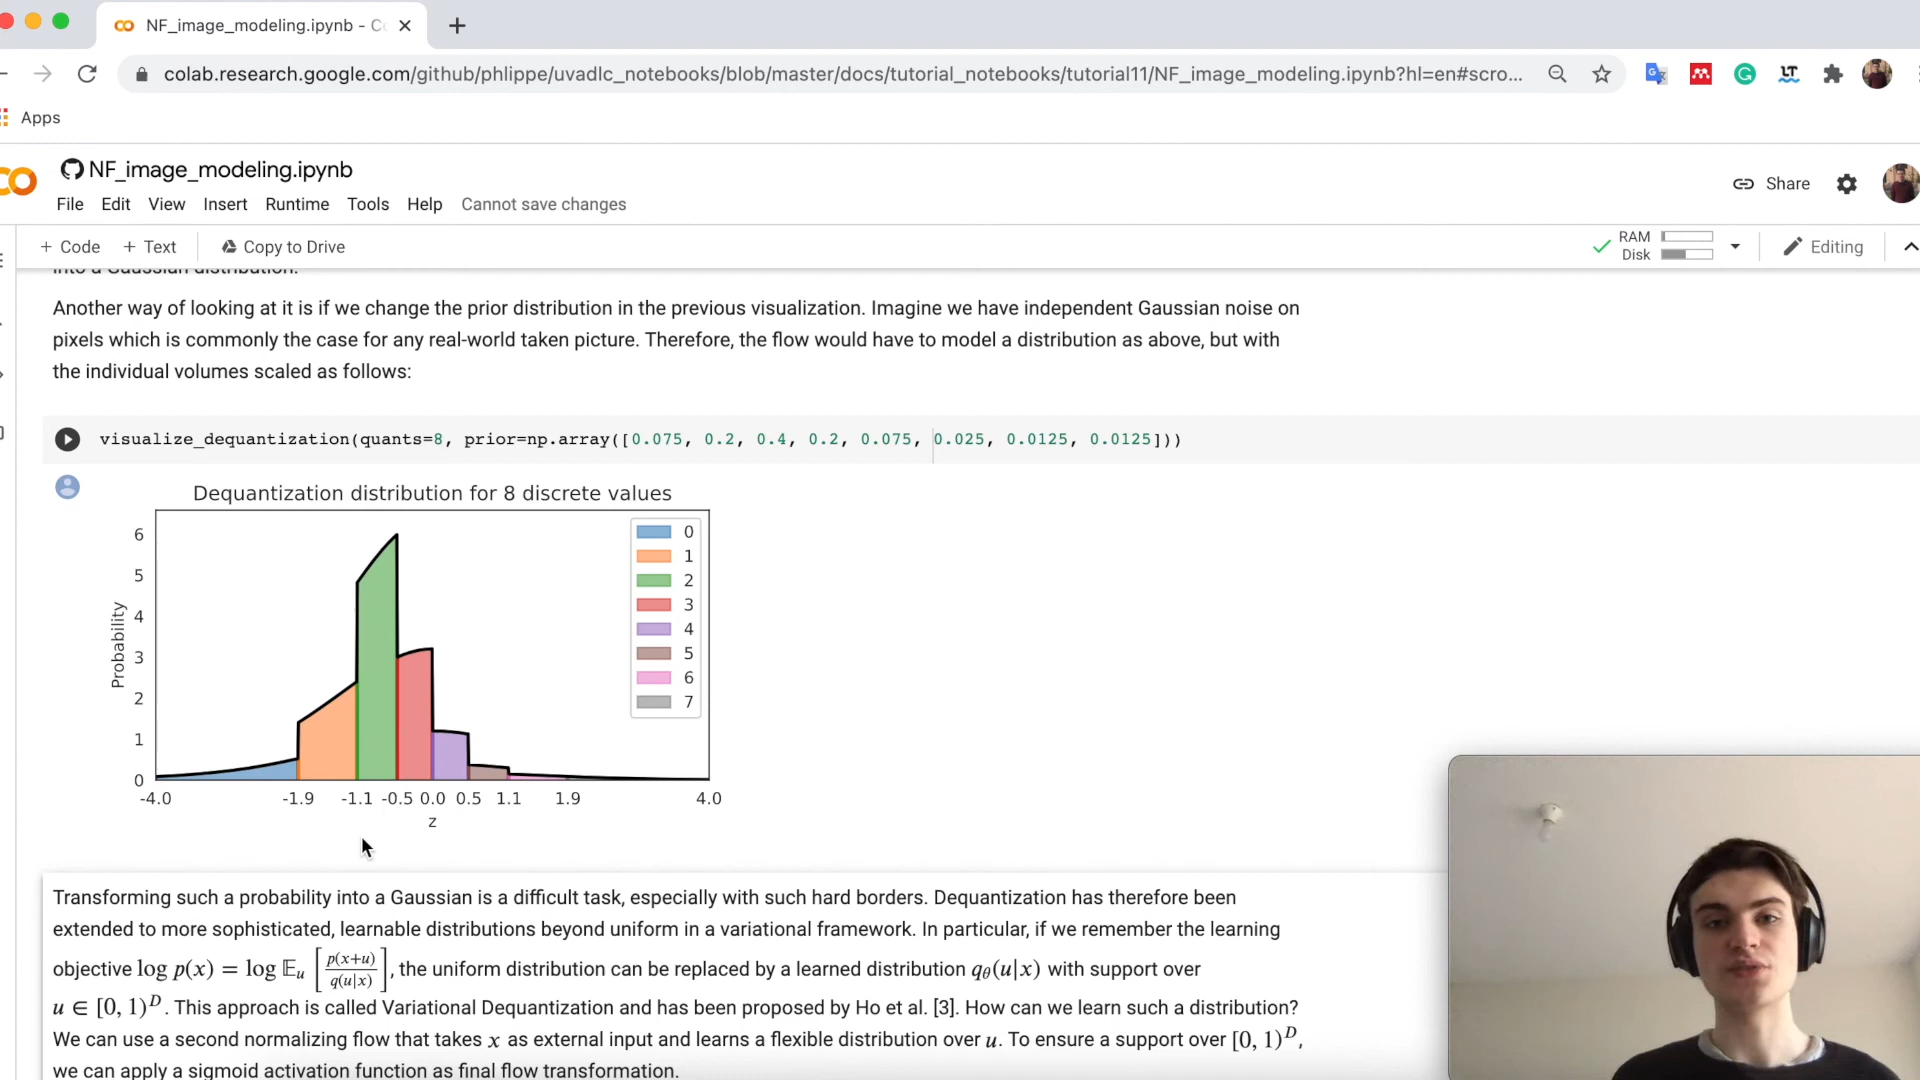 NF_image_modeling.ipynb - Co
colab.research.google.com/github/phlippe/uvadlc_notebooks/blob/master/docs/tutorial_notebooks/tutorial11/NF_image_modeling.ipynb?hl=en#scro...
Apps
NF_image_modeling.ipynb
Share
File Edit View Insert Runtime Tools Help Cannot save changes
+ Code + Text Copy to Drive
RAM
Disk
Editing
into a Gaussian distribution.
Another way of looking at it is if we change the prior distribution in the previous visualization. Imagine we have independent Gaussian noise on
pixels which is commonly the case for any real-world taken picture. Therefore, the flow would have to model a distribution as above, but with
the individual volumes scaled as follows:
visualize_dequantization(quants=8, prior=np.array([0.075, 0.2, 0.4, 0.2, 0.075, 0.025, 0.0125, 0.0125]))
Dequantization distribution for 8 discrete values
6
5
4
3
2
1
0
Probability
0
1
2
3
4
5
6
7
-4.0 -1.9 -1.1 -0.5 0.0 0.5 1.1 1.9 4.0
z
Transforming such a probability into a Gaussian is a difficult task, especially with such hard borders. Dequantization has therefore been
extended to more sophisticated, learnable distributions beyond uniform in a variational framework. In particular, if we remember the learning
objective log p(x) = log 𝔼_u [p(x+u)/q(u|x)], the uniform distribution can be replaced by a learned distribution q_θ(u|x) with support over
u ∈ [0, 1)^D. This approach is called Variational Dequantization and has been proposed by Ho et al. [3]. How can we learn such a distribution?
We can use a second normalizing flow that takes x as external input and learns a flexible distribution over u. To ensure a support over [0, 1)^D,
we can apply a sigmoid activation function as final flow transformation.